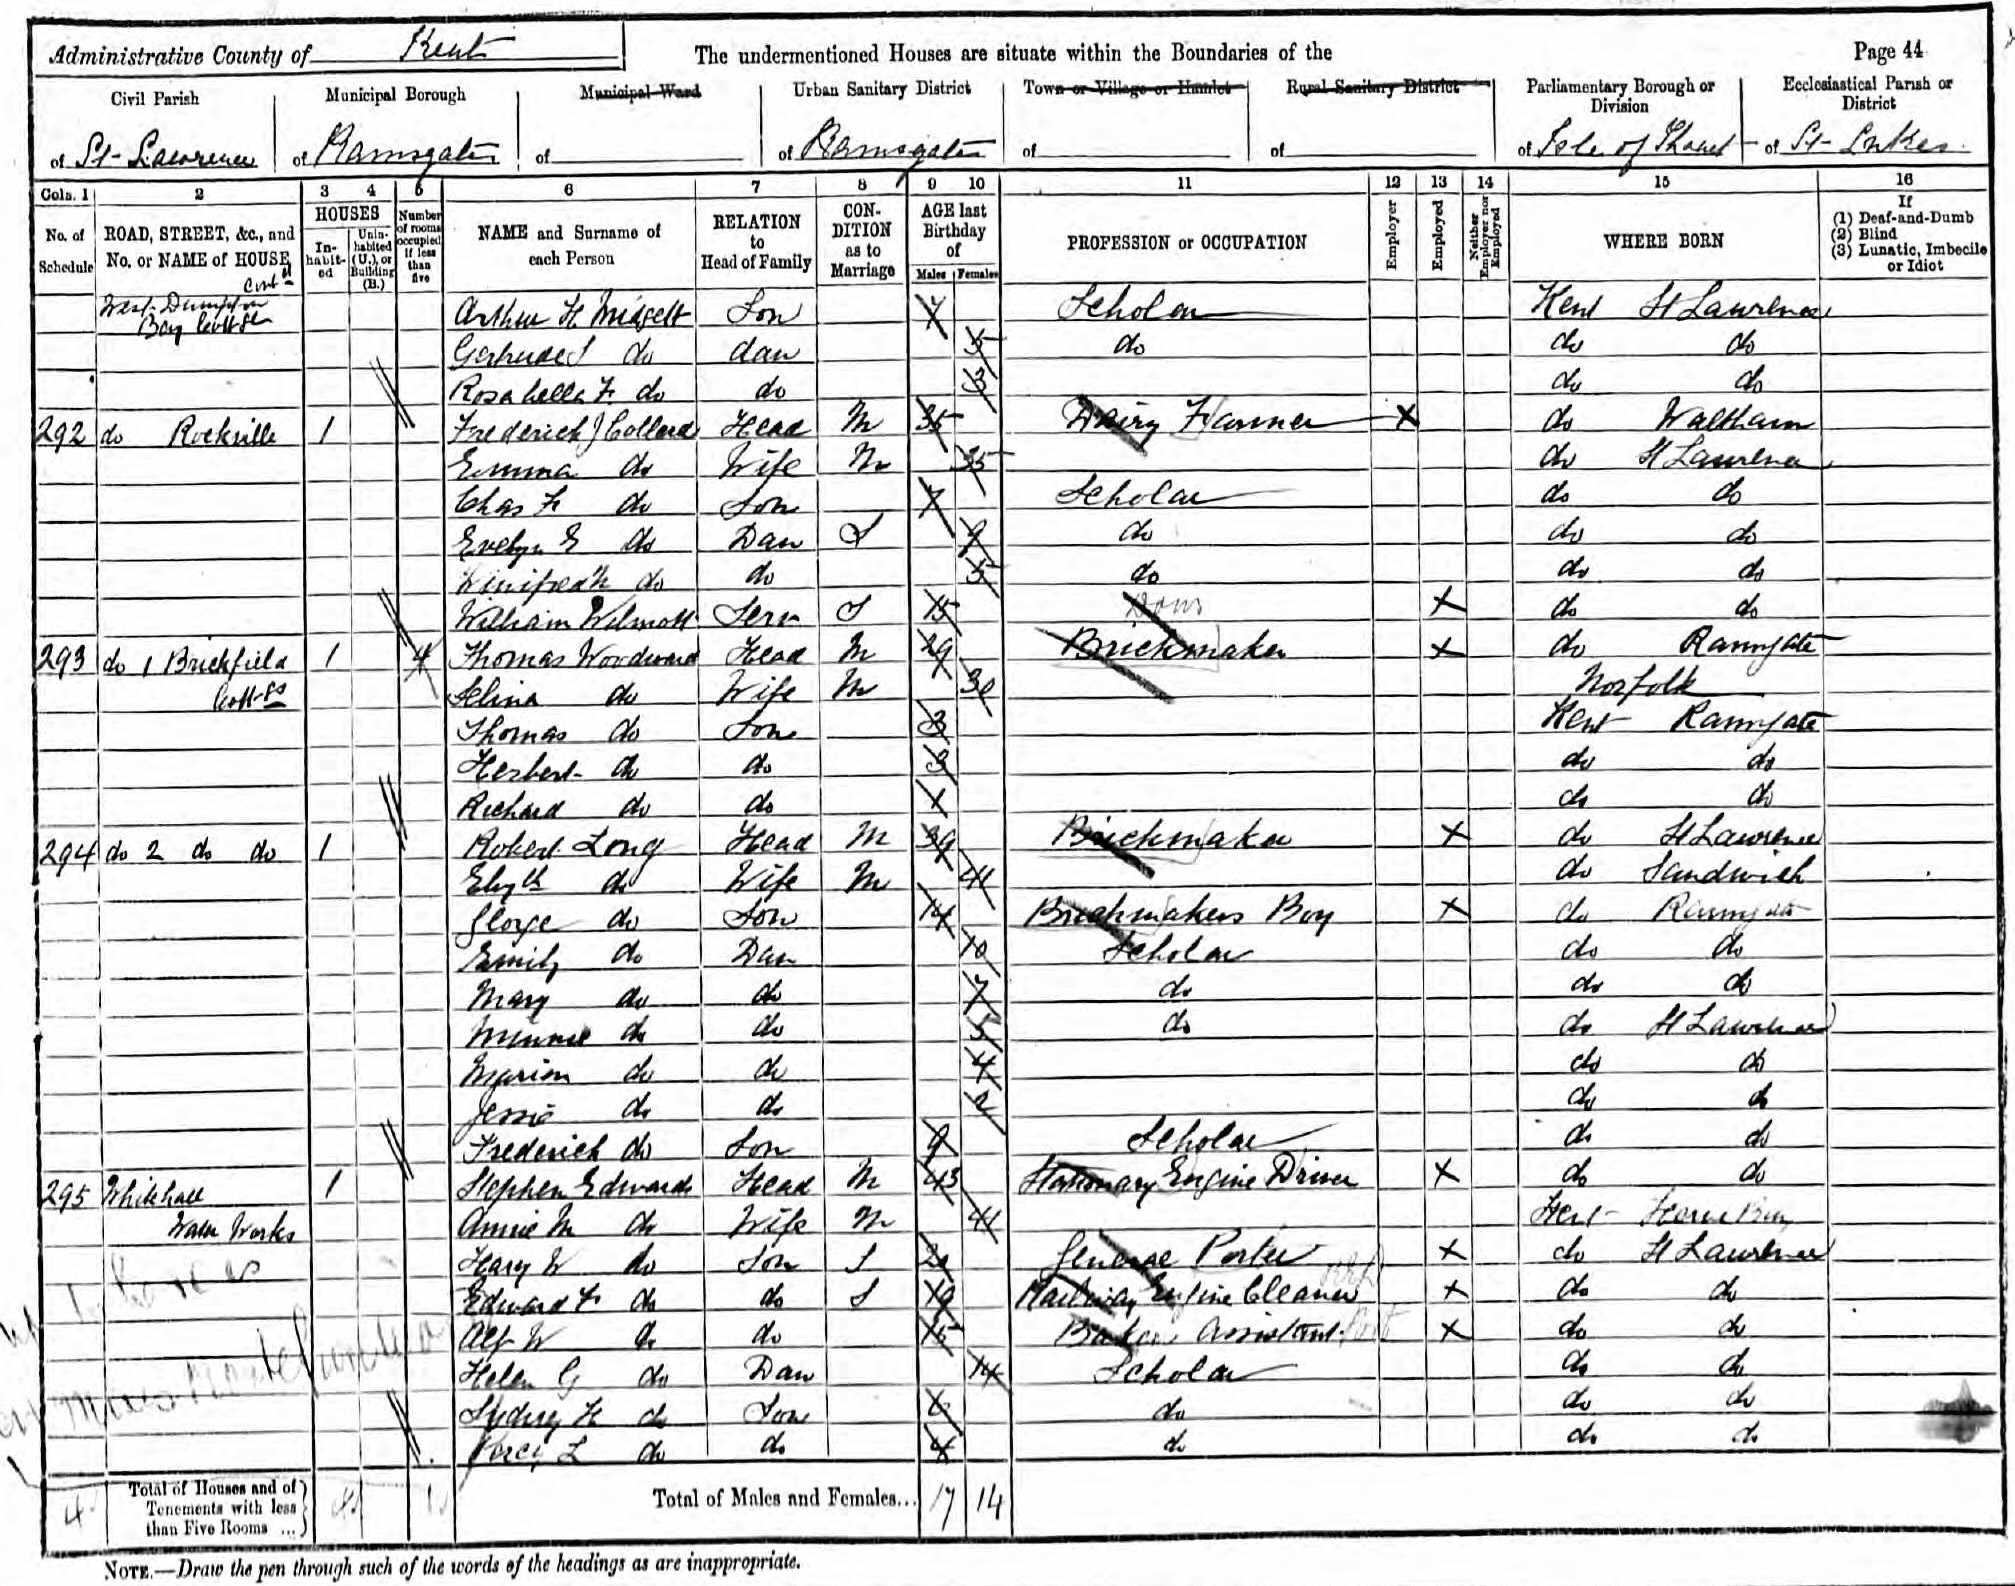 Administrative County of Kent
The undermentioned Houses are situate within the Boundaries of the
Page 44
Civil Parish
of St Lawrence
Municipal Borough
of Ramsgate
Municipal Ward
of
Urban Sanitary District
of Ramsgate
Town or Village or Hamlet
of
Rural Sanitary District
of
Parliamentary Borough or Division
of Isle of Thanet
Ecclesiastical Parish or District
of St Lukes
Cols. 1 2 3 4 5 6 7 8 9 10 11 12 13 14 15 16
No. of Schedule
ROAD, STREET, &c., and No. or NAME of HOUSE
HOUSES
Inhabited
Uninhabited (U.), or Building (B.)
Number of rooms occupied if less than five
NAME and Surname of each Person
RELATION to Head of Family
CONDITION as to Marriage
AGE last Birthday of
Males Females
PROFESSION or OCCUPATION
Employer
Employed
Neither Employer nor Employed
WHERE BORN
If
(1) Deaf-and-Dumb
(2) Blind
(3) Lunatic, Imbecile or Idiot
Contd
West Dumpton Bay Cottge Arthur H Midgett Son 7 Scholar Kent St Lawrence
Gertrude S do dau 5 do do do
Rosabella F. do do 3 do do
292 do Rockville 1 Frederick J Collard Head M 35 Dairy Farmer X do Waltham
Emma do Wife M 35 do St Lawrence
Chas F do Son 7 Scholar do do
Evelyn E do Dau S 9 do do do
Winifred M do do 5 do do do
William Wilmott Serv S 15 Dom X do do
293 do 1 Brickfield Cottgs 1 4 Thomas Woodward Head M 29 Brickmaker X do Ramsgate
Selina do Wife M 30 Norfolk
Thomas do Son 3 Kent Ramsgate
Herbert do do 3 do do
Richard do do 1 do do
294 do 2 do do 1 Robert Long Head M 39 Brickmaker X do St Lawrence
Elizth do Wife M 41 do Sandwich
George do Son 14 Brickmakers Boy X do Ramsgate
Emily do Dau 10 Scholar do do
Mary do do 7 do do do
Minnie do do 5 do do St Lawrence
Marion do do 4 do do
Jessie do do 2 do do
Frederick do Son 9 Scholar do do
295 Whitehall Water Works 1 Stephen Edwards Head M 43 Stationary Engine Driver X do do
Annie M do Wife M 41 Kent Herne Bay
Hary W do Son S 20 General Porter X do St Lawrence
Edward F do do S 19 Railway Engine Cleaner X do do
Alf W do do 15 Bakers Assistant X do do
Helen G do Dau 14 Scholar do do
Sydney H do Son 6 do do do
Percy L do do 4 do do do
4 Total of Houses and of Tenements with less than Five Rooms ... 4 1 Total of Males and Females... 17 14
NOTE.—Draw the pen through such of the words of the headings as are inappropriate.